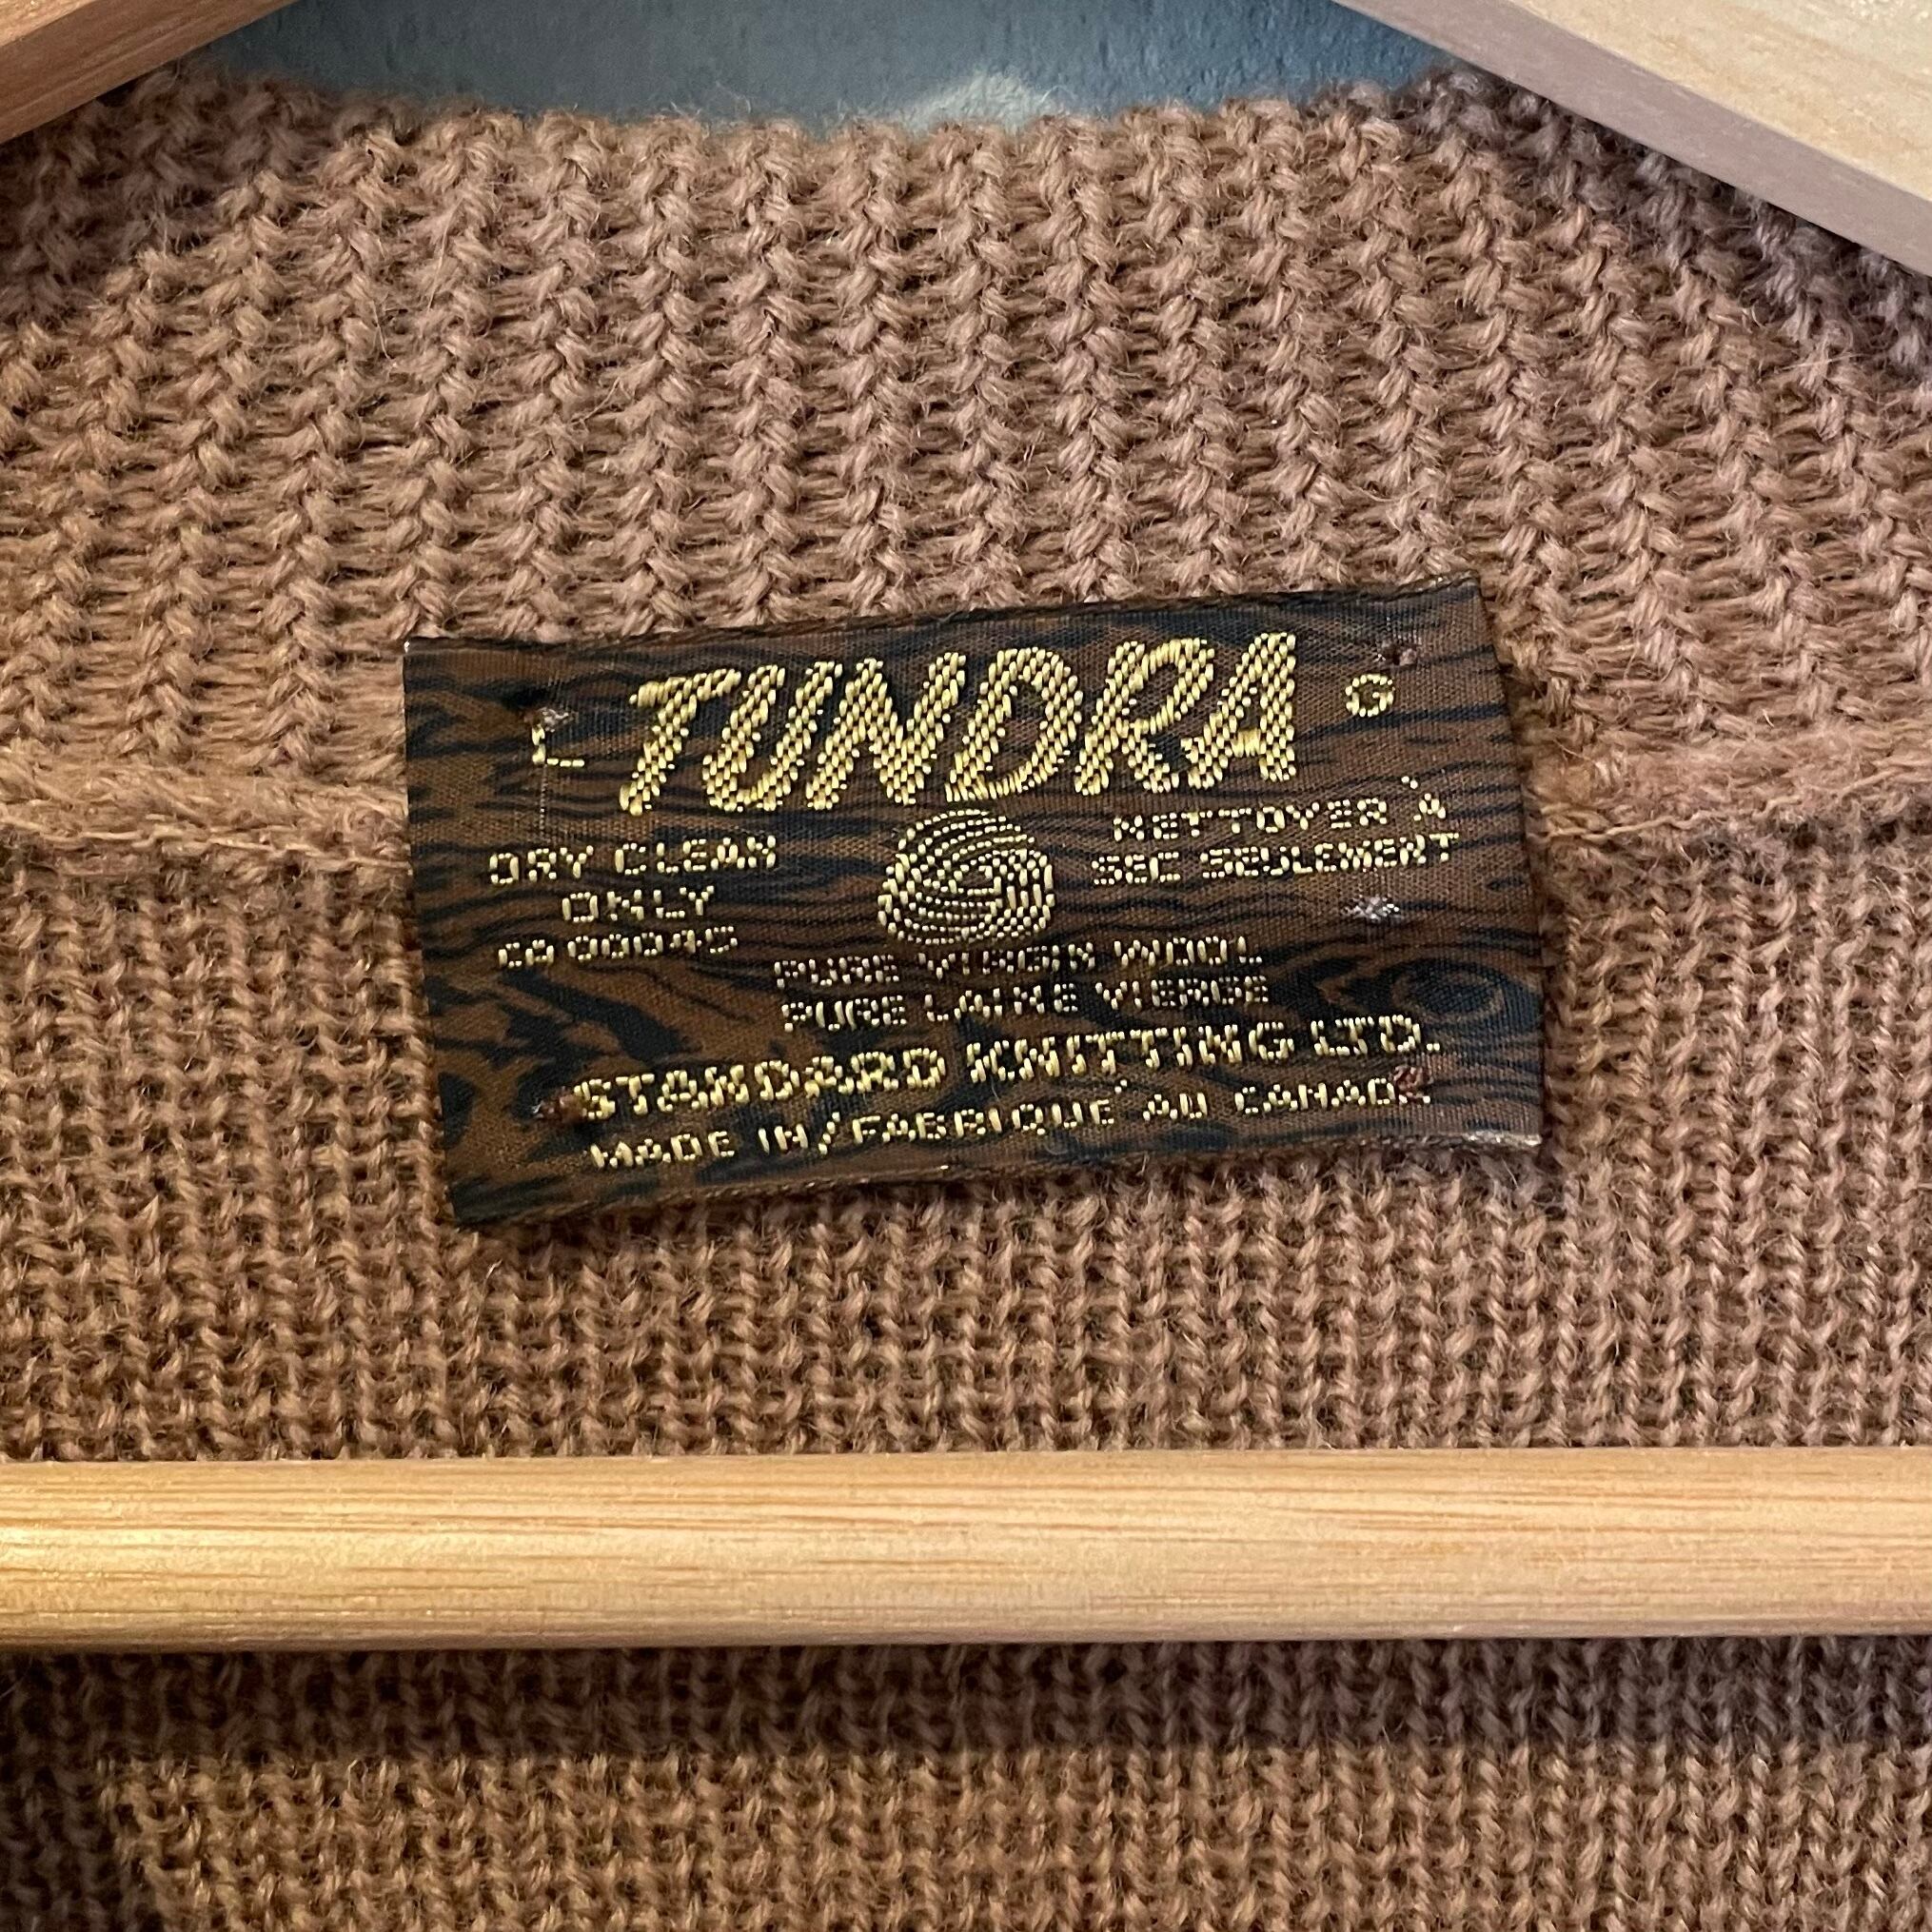 TUNDRA
L
G
DRY CLEAN
ONLY
CA 00040
NETTOYER À
SEC SEULEMENT
PURE VIRGIN WOOL
PURE LAINE VIERGE
STANDARD KNITTING LTD.
MADE IN/FABRIQUÉ AU CANADA